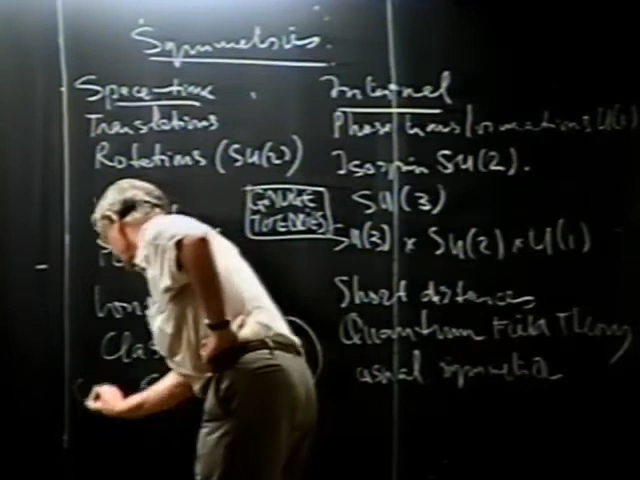 Symmetries.
Space-time
Translations
Rotations (SU(2))
Clas
Internal
Phase transformations U(1)
Isospin SU(2).
SU(3)
GAUGE
THEORIES
SU(3) × SU(2) × U(1)
Short distances
Quantum Field Theory
usual symmetries